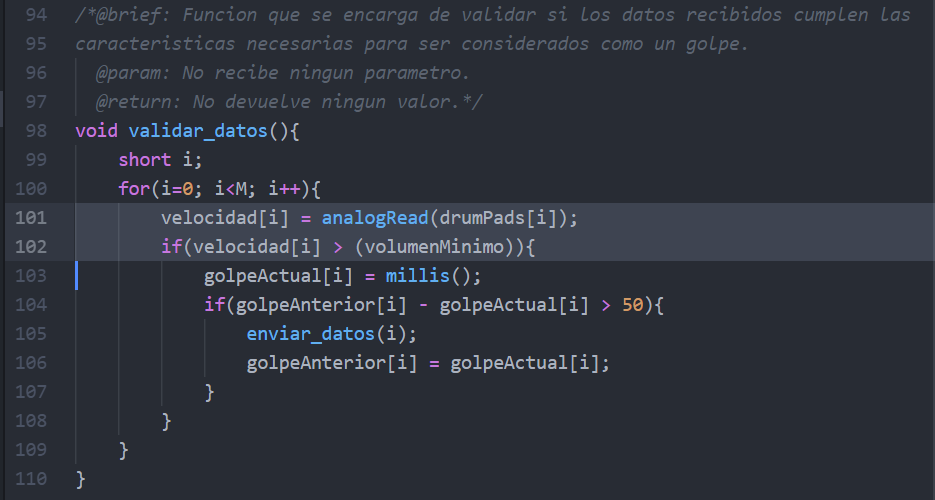 94 /*@brief: Funcion que se encarga de validar si los datos recibidos cumplen las
95 caracteristicas necesarias para ser considerados como un golpe.
96   @param: No recibe ningun parametro.
97   @return: No devuelve ningun valor.*/
98 void validar_datos(){
99     short i;
100     for(i=0; i<M; i++){
101         velocidad[i] = analogRead(drumPads[i]);
102         if(velocidad[i] > (volumenMinimo)){
103             golpeActual[i] = millis();
104             if(golpeAnterior[i] - golpeActual[i] > 50){
105                 enviar_datos(i);
106                 golpeAnterior[i] = golpeActual[i];
107             }
108         }
109     }
110 }